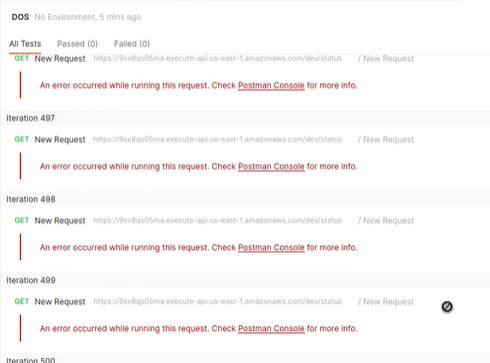 DOS No Environment, 5 mins ago
All Tests Passed (0) Failed (0)
GET New Request https://9sv8qs05ma.execute-api.us-east-1.amazonaws.com/dev/status / New Request
An error occurred while running this request. Check Postman Console for more info.
Iteration 497
GET New Request https://9sv8qs05ma.execute-api.us-east-1.amazonaws.com/dev/status / New Request
An error occurred while running this request. Check Postman Console for more info.
Iteration 498
GET New Request https://9sv8qs05ma.execute-api.us-east-1.amazonaws.com/dev/status / New Request
An error occurred while running this request. Check Postman Console for more info.
Iteration 499
GET New Request https://9sv8qs05ma.execute-api.us-east-1.amazonaws.com/dev/status / New Request
An error occurred while running this request. Check Postman Console for more info.
Iteration 500